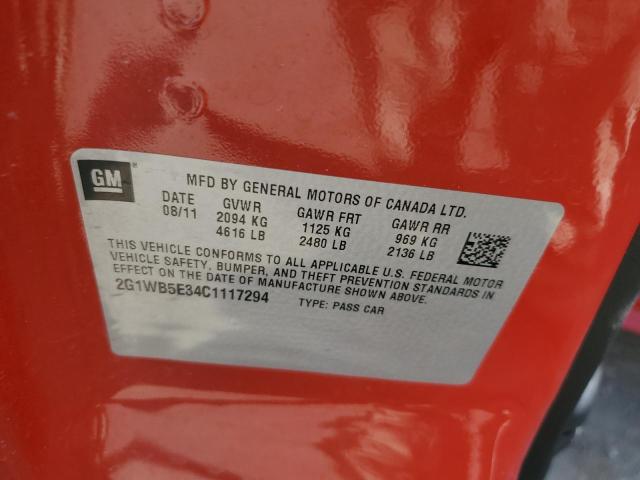 GM
MFD BY GENERAL MOTORS OF CANADA LTD.
DATE GVWR GAWR FRT GAWR RR
08/11 2094 KG 1125 KG 969 KG
4616 LB 2480 LB 2136 LB
THIS VEHICLE CONFORMS TO ALL APPLICABLE U.S. FEDERAL MOTOR
VEHICLE SAFETY, BUMPER, AND THEFT PREVENTION STANDARDS IN
EFFECT ON THE DATE OF MANUFACTURE SHOWN ABOVE.
2G1WB5E34C1117294 TYPE: PASS CAR